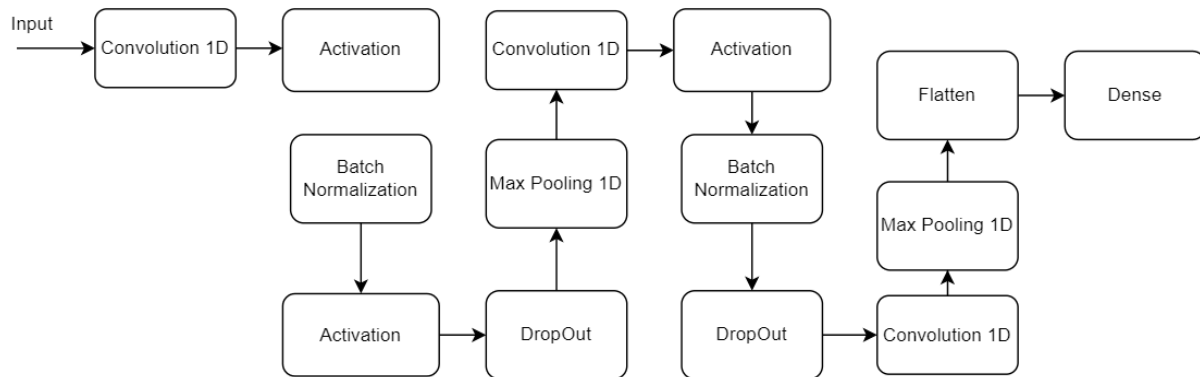 Input
Convolution 1D
Activation
Batch
Normalization
Activation
DropOut
Max Pooling 1D
Convolution 1D
Activation
Batch
Normalization
DropOut
Convolution 1D
Max Pooling 1D
Flatten
Dense